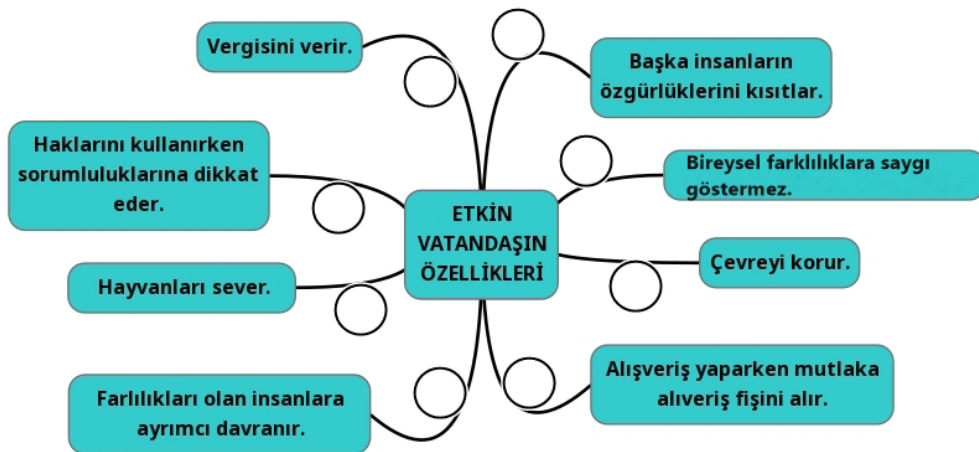 Vergisini verir.
Başka insanların
özgürlüklerini kısıtlar.
Haklarını kullanırken
sorumluluklarına dikkat
eder.
Bireysel farklılıklara saygı
göstermez.
ETKİN
VATANDAŞIN
ÖZELLİKLERİ
Hayvanları sever.
Çevreyi korur.
Farlılıkları olan insanlara
ayrımcı davranır.
Alışveriş yaparken mutlaka
alıveriş fişini alır.